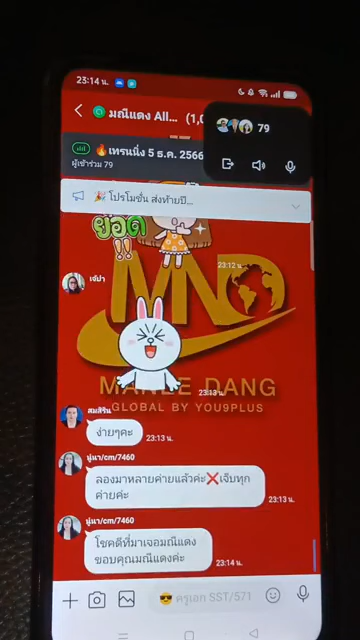 23:14 น.
มณีแดง All... (1,0
79
🔥เทรนนิ่ง 5 ธ.ค. 2566
ผู้เข้าร่วม 79
🎉 โปรโมชั่น ส่งท้ายปี...
ยอด
!!
23:12 น.
เจ๊ปา
MND
23:13 น.
MANEE DANG
GLOBAL BY YOU9PLUS
สมสิริน
ง่ายๆคะ
23:13 น.
นู๋นา/cm/7460
ลองมาหลายค่ายแล้วค่ะ❌เจ็บทุก
ค่ายค่ะ
23:13 น.
นู๋นา/cm/7460
โชคดีที่มาเจอมณีแดง
ขอบคุณมณีแดงค่ะ
23:14 น.
😎 ครูเอก SST/571